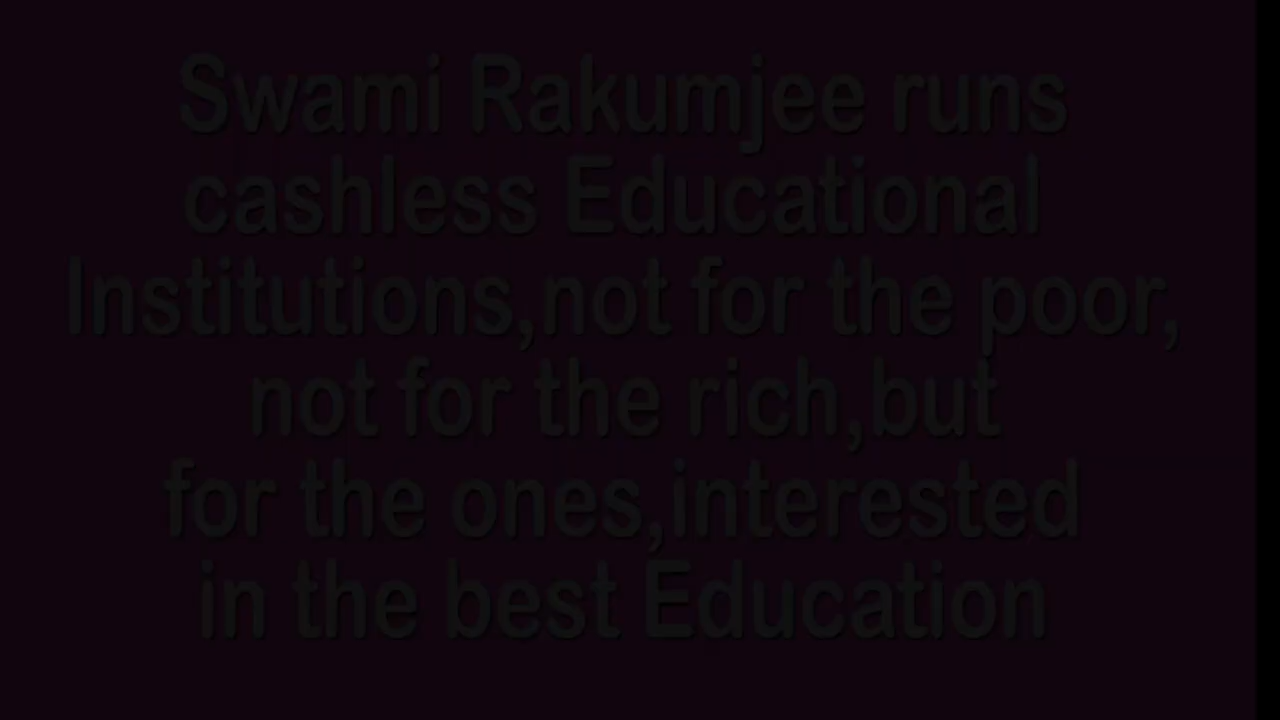 Swami Rakumjee runs
cashless Educational
Institutions,not for the poor,
not for the rich,but
for the ones,interested
in the best Education